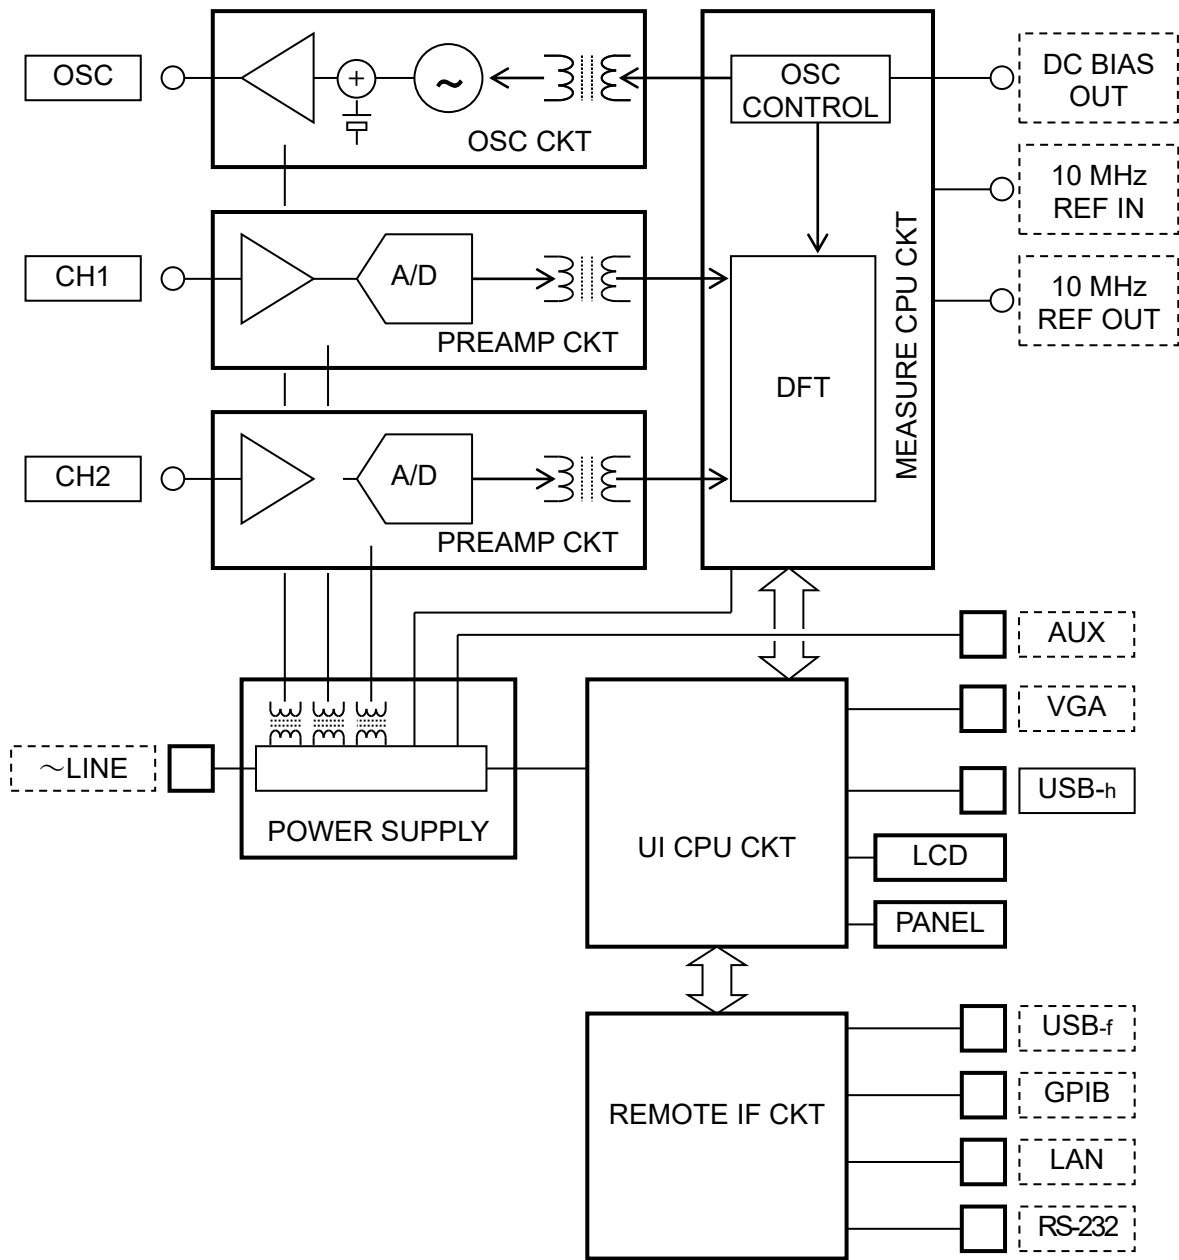 OSC
~
+
OSC CKT
OSC
CONTROL
DC BIAS
OUT
10 MHz
REF IN
CH1
A/D
PREAMP CKT
10 MHz
REF OUT
MEASURE CPU CKT
DFT
CH2
A/D
PREAMP CKT
AUX
VGA
～LINE
POWER SUPPLY
USB-h
UI CPU CKT
LCD
PANEL
USB-f
GPIB
REMOTE IF CKT
LAN
RS-232